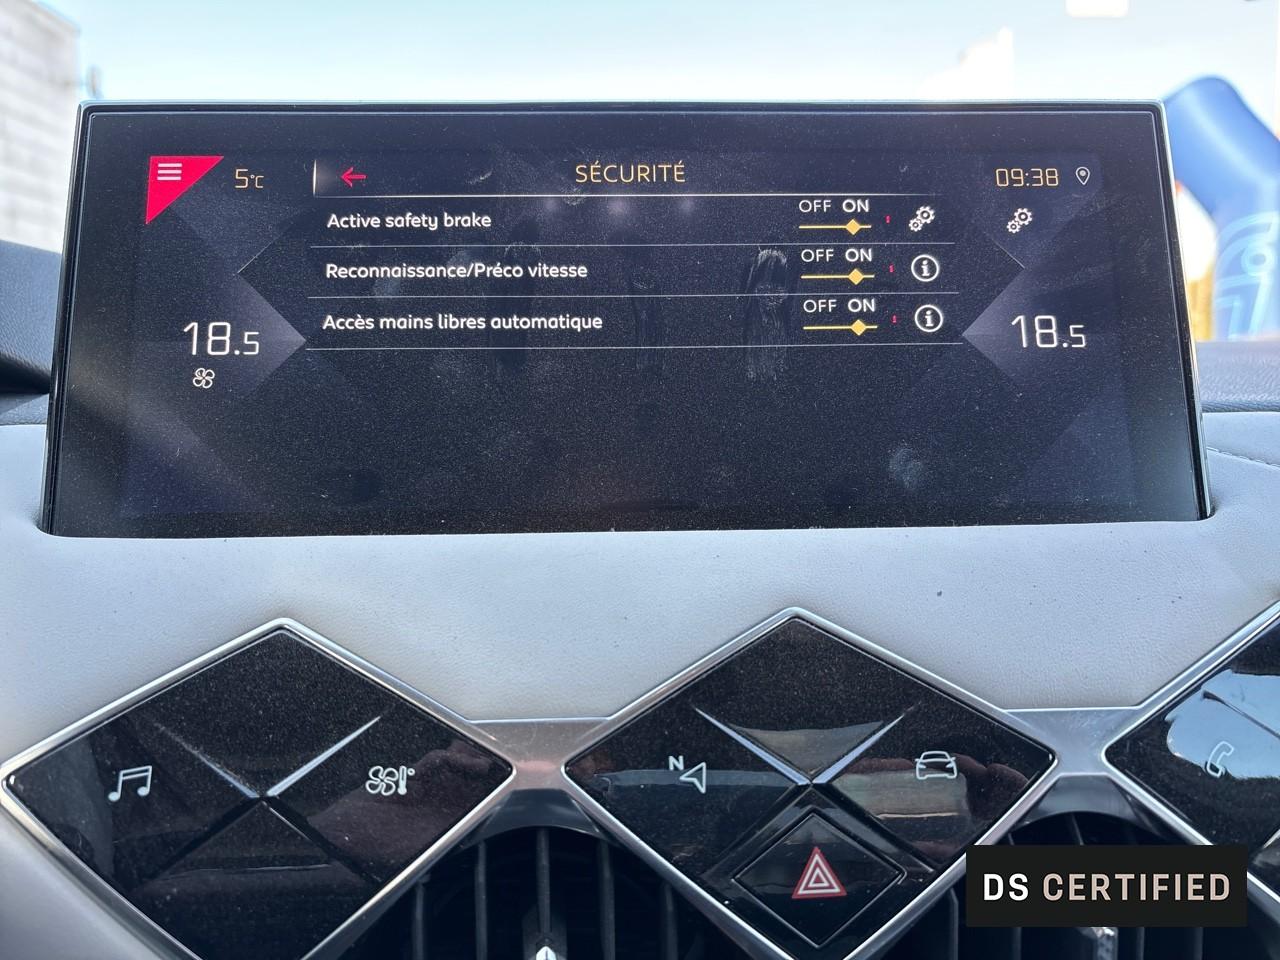 5°C
SÉCURITÉ
09:38
Active safety brake
OFF ON
Reconnaissance/Préco vitesse
OFF ON
Accès mains libres automatique
OFF ON
18.5
18.5
N
DS CERTIFIED